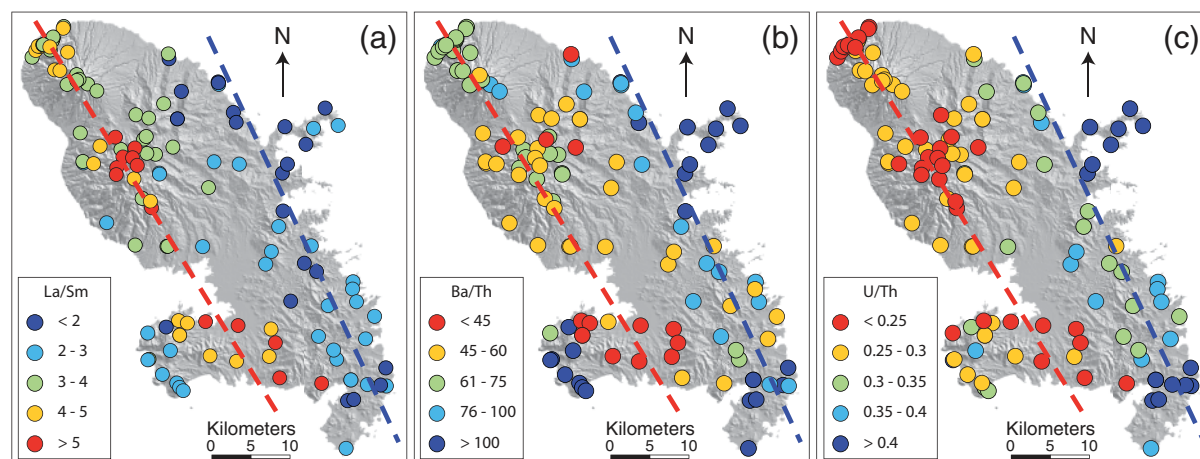 (a)
N
La/Sm
< 2
2 - 3
3 - 4
4 - 5
> 5
Kilometers
0 5 10
(b)
N
Ba/Th
< 45
45 - 60
61 - 75
76 - 100
> 100
Kilometers
0 5 10
(c)
N
U/Th
< 0.25
0.25 - 0.3
0.3 - 0.35
0.35 - 0.4
> 0.4
Kilometers
0 5 10